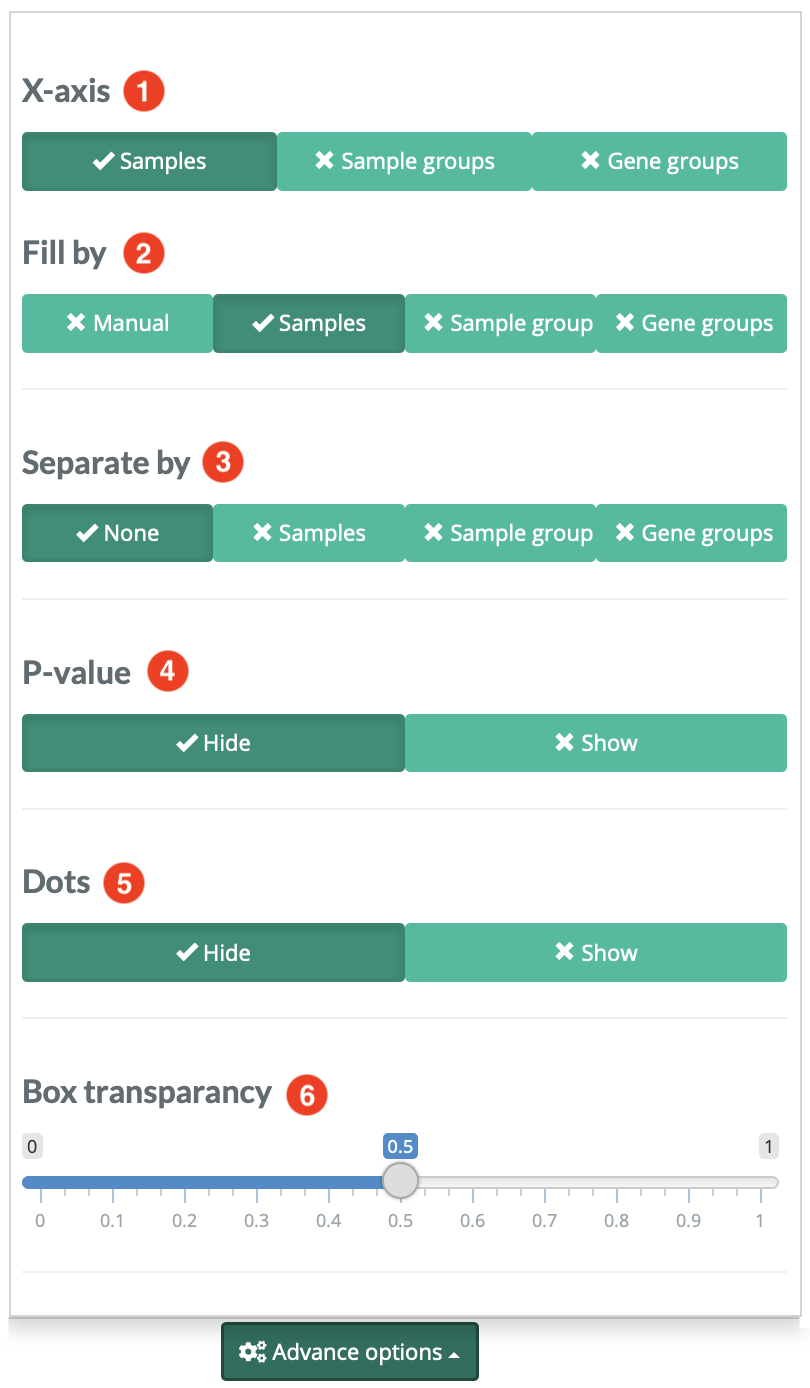 X-axis 1
Samples Sample groups Gene groups
Fill by 2
Manual Samples Sample group Gene groups
Separate by 3
None Samples Sample group Gene groups
P-value 4
Hide Show
Dots 5
Hide Show
Box transparancy 6
0 0.5 1
0 0.1 0.2 0.3 0.4 0.5 0.6 0.7 0.8 0.9 1
Advance options